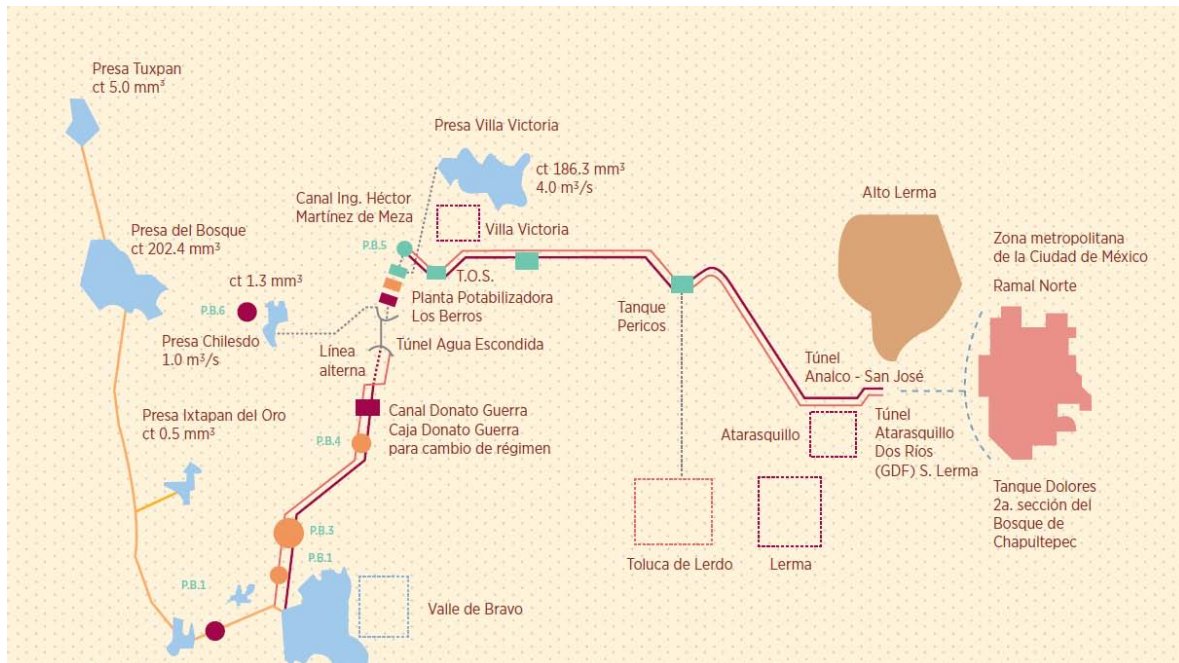 Presa Tuxpan
ct 5.0 mm³
Presa Villa Victoria
ct 186.3 mm³
4.0 m³/s
Canal Ing. Héctor
Martínez de Meza
Alto Lerma
Presa del Bosque
ct 202.4 mm³
P.B.5
Villa Victoria
Zona metropolitana
de la Ciudad de México
ct 1.3 mm³
T.O.S.
Ramal Norte
P.B.6
Planta Potabilizadora
Los Berros
Tanque
Pericos
Presa Chilesdo
1.0 m³/s
Línea
alterna
Túnel Agua Escondida
Túnel
Analco - San José
Presa Ixtapan del Oro
ct 0.5 mm³
Canal Donato Guerra
Caja Donato Guerra
para cambio de régimen
P.B.4
Atarasquillo
Túnel
Atarasquillo
Dos Ríos
(GDF) S. Lerma
Tanque Dolores
2a. sección del
Bosque de
Chapultepec
P.B.3
P.B.1
Toluca de Lerdo
Lerma
P.B.1
Valle de Bravo